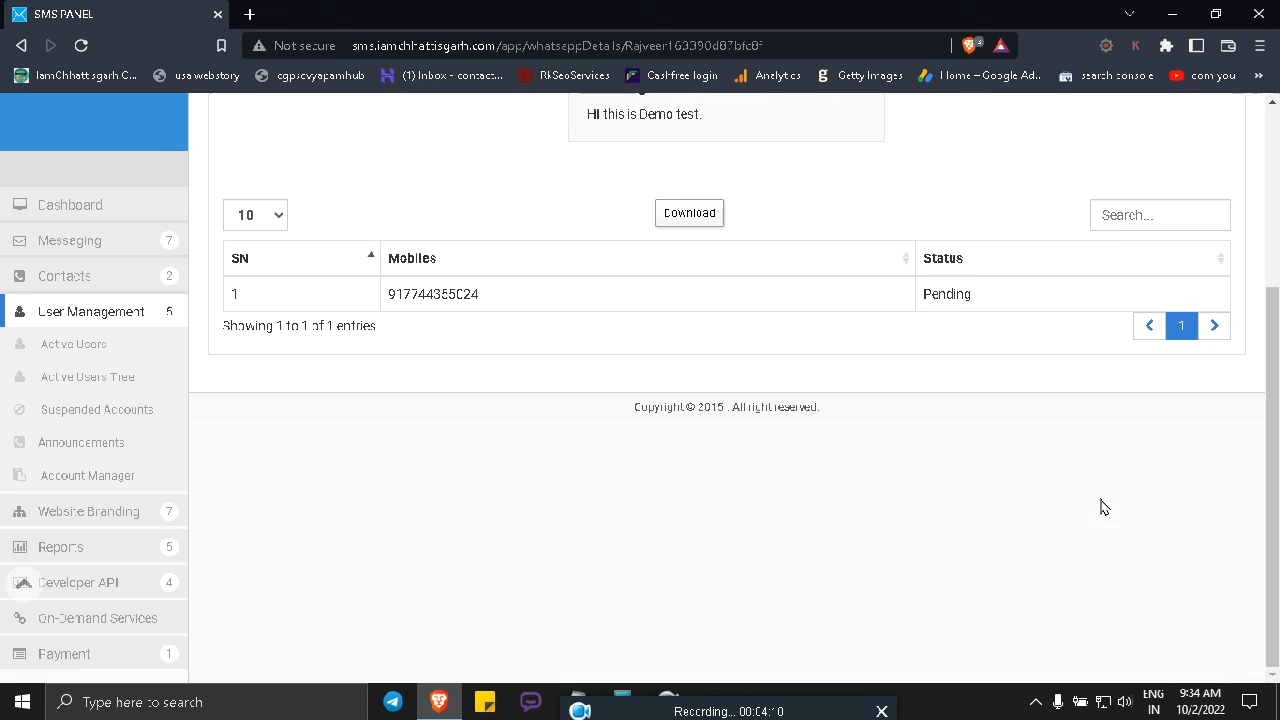 SMS PANEL
Not secure sms.iamchhattisgarh.com/app/whatsappDetails/Rajveer163390d87bfc8f
IamChhattisgarh C... usa webstory cgpscvyapamhub (1) Inbox - contact... RkSeoServices Cashfree login Analytics Getty Images Home – Google Ad... search console com you »
HI this is Demo test.
Dashboard
Messaging 7
Contacts 2
User Management 5
Active Users
Active Users Tree
Suspended Accounts
Announcements
Account Manager
Website Branding 7
Reports 5
Developer API 4
On-Demand Services
Payment 1
10 Download Search...
SN Mobiles Status
1 917744355024 Pending
Showing 1 to 1 of 1 entries 1
Copyright © 2015 . All right reserved.
Type here to search
Recording... 00:04:10
ENG
IN
9:34 AM
10/2/2022